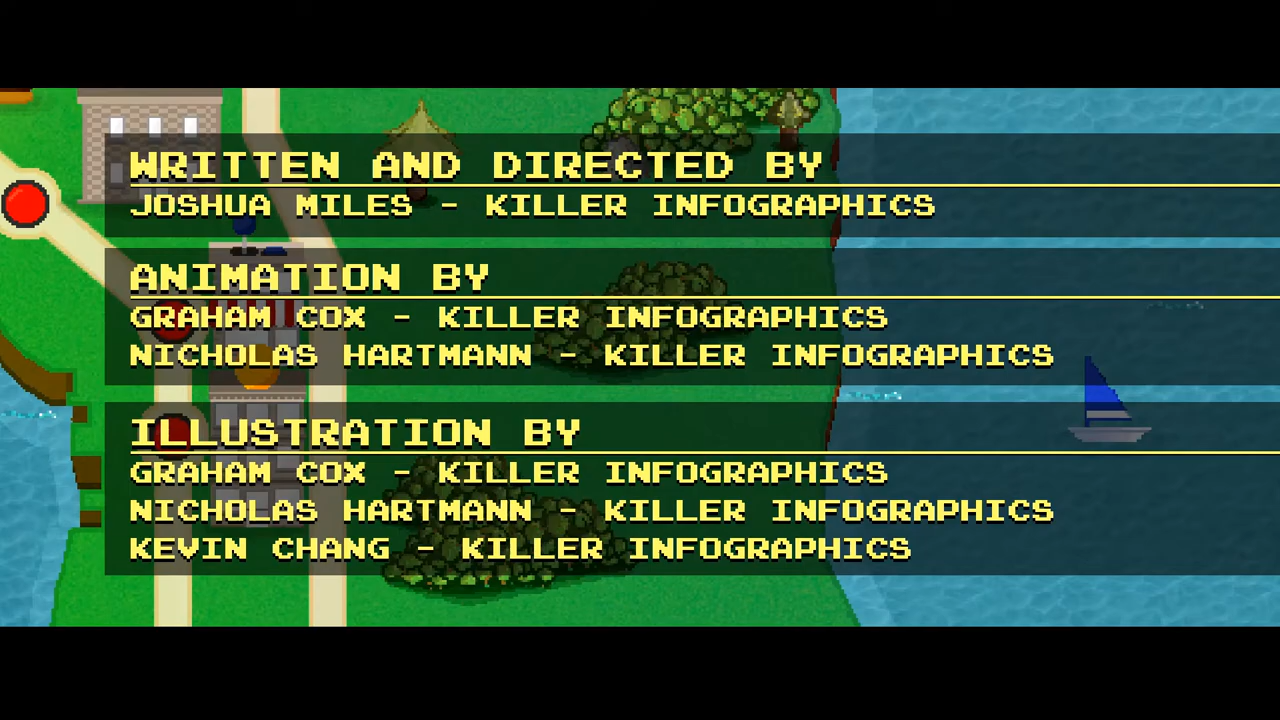 WRITTEN AND DIRECTED BY
JOSHUA MILES - KILLER INFOGRAPHICS
ANIMATION BY
GRAHAM COX - KILLER INFOGRAPHICS
NICHOLAS HARTMANN - KILLER INFOGRAPHICS
ILLUSTRATION BY
GRAHAM COX - KILLER INFOGRAPHICS
NICHOLAS HARTMANN - KILLER INFOGRAPHICS
KEVIN CHANG - KILLER INFOGRAPHICS